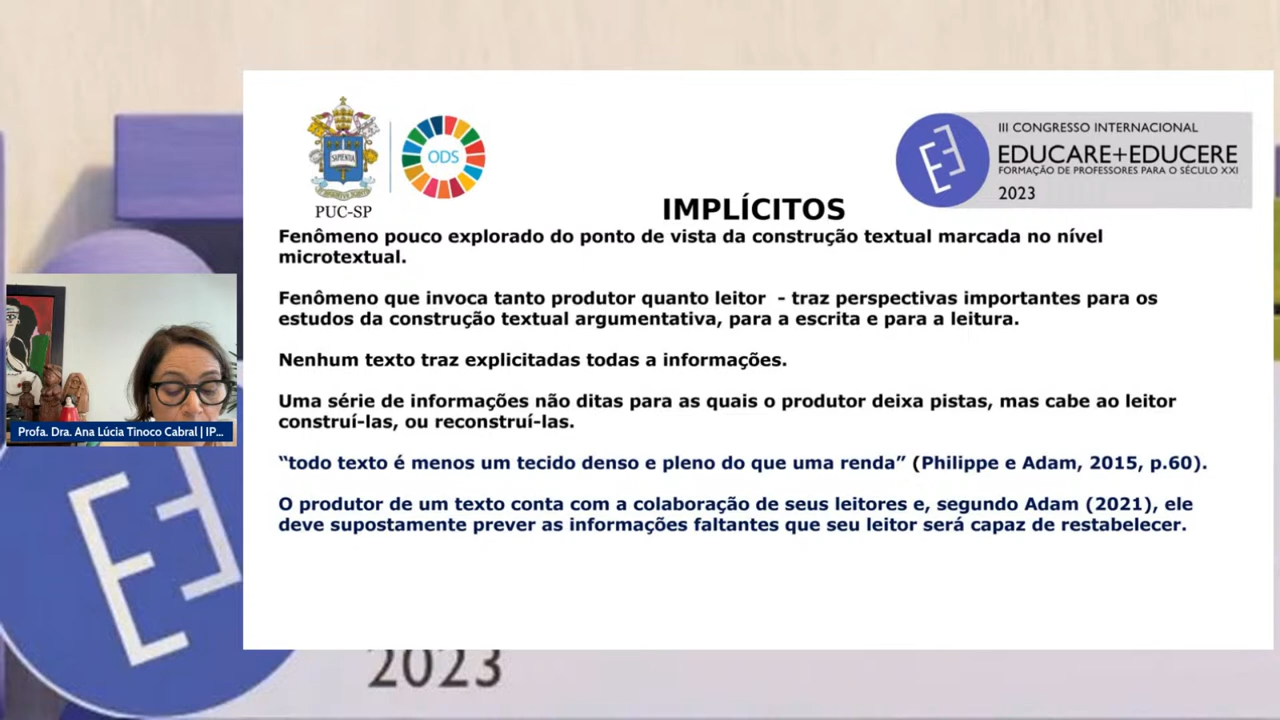 SAPIENTIA
PUC-SP
ODS
III CONGRESSO INTERNACIONAL
EDUCARE+EDUCERE
FORMAÇÃO DE PROFESSORES PARA O SÉCULO XXI
2023
IMPLÍCITOS
Fenômeno pouco explorado do ponto de vista da construção textual marcada no nível
microtextual.
Fenômeno que invoca tanto produtor quanto leitor - traz perspectivas importantes para os
estudos da construção textual argumentativa, para a escrita e para a leitura.
Nenhum texto traz explicitadas todas a informações.
Uma série de informações não ditas para as quais o produtor deixa pistas, mas cabe ao leitor
construí-las, ou reconstruí-las.
“todo texto é menos um tecido denso e pleno do que uma renda” (Philippe e Adam, 2015, p.60).
O produtor de um texto conta com a colaboração de seus leitores e, segundo Adam (2021), ele
deve supostamente prever as informações faltantes que seu leitor será capaz de restabelecer.
Profa. Dra. Ana Lúcia Tinoco Cabral | IP...
2023